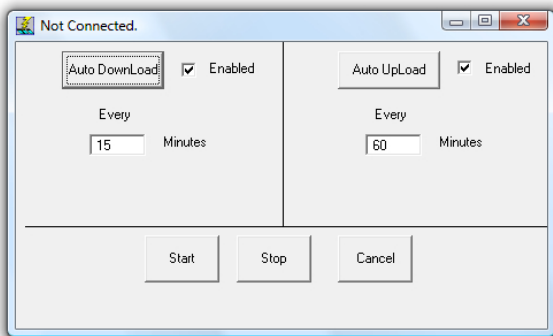 Not Connected.
Auto DownLoad Enabled Auto UpLoad Enabled
Every Every
15 Minutes 60 Minutes
Start Stop Cancel